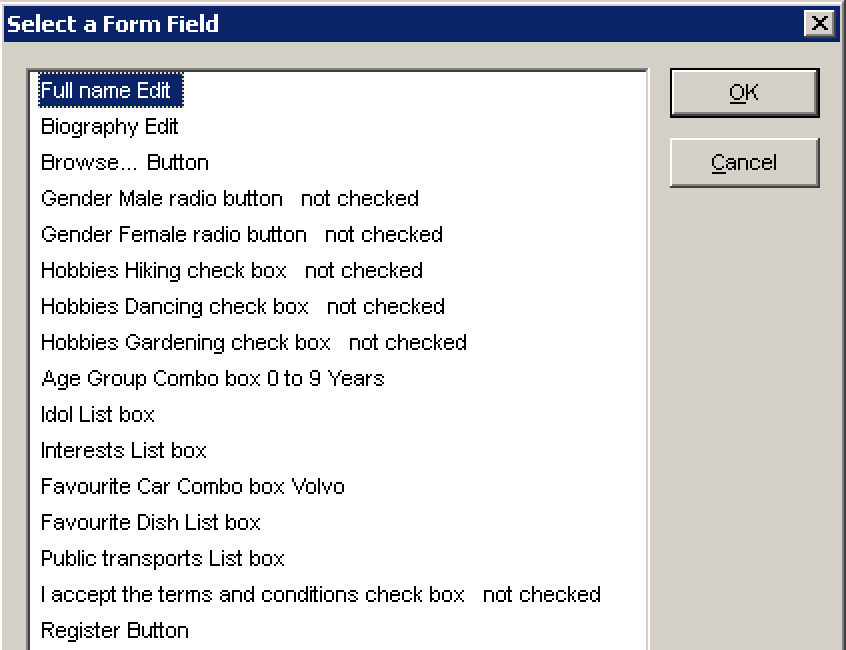 Select a Form Field
Full name Edit
OK
Biography Edit
Browse... Button
Cancel
Gender Male radio button   not checked
Gender Female radio button   not checked
Hobbies Hiking check box   not checked
Hobbies Dancing check box   not checked
Hobbies Gardening check box   not checked
Age Group Combo box 0 to 9 Years
Idol List box
Interests List box
Favourite Car Combo box Volvo
Favourite Dish List box
Public transports List box
I accept the terms and conditions check box   not checked
Register Button